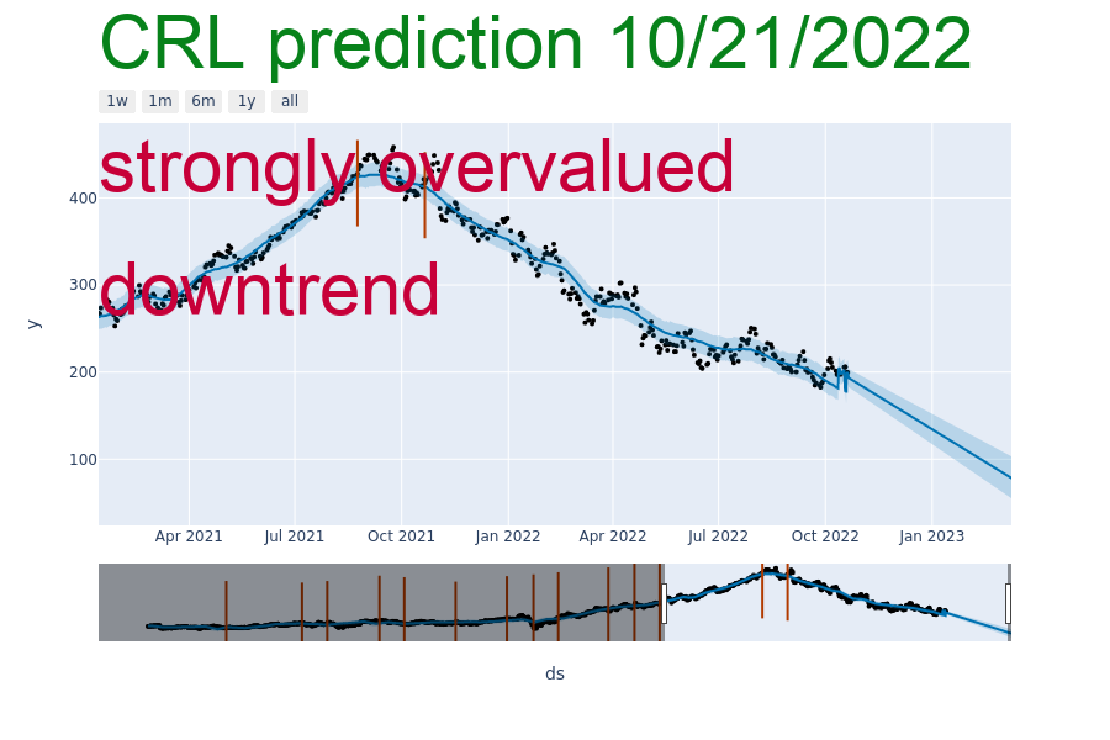 CRL prediction 10/21/2022
1w 1m 6m 1y all
strongly overvalued
400
downtrend
300
y
200
100
Apr 2021 Jul 2021 Oct 2021 Jan 2022 Apr 2022 Jul 2022 Oct 2022 Jan 2023
ds